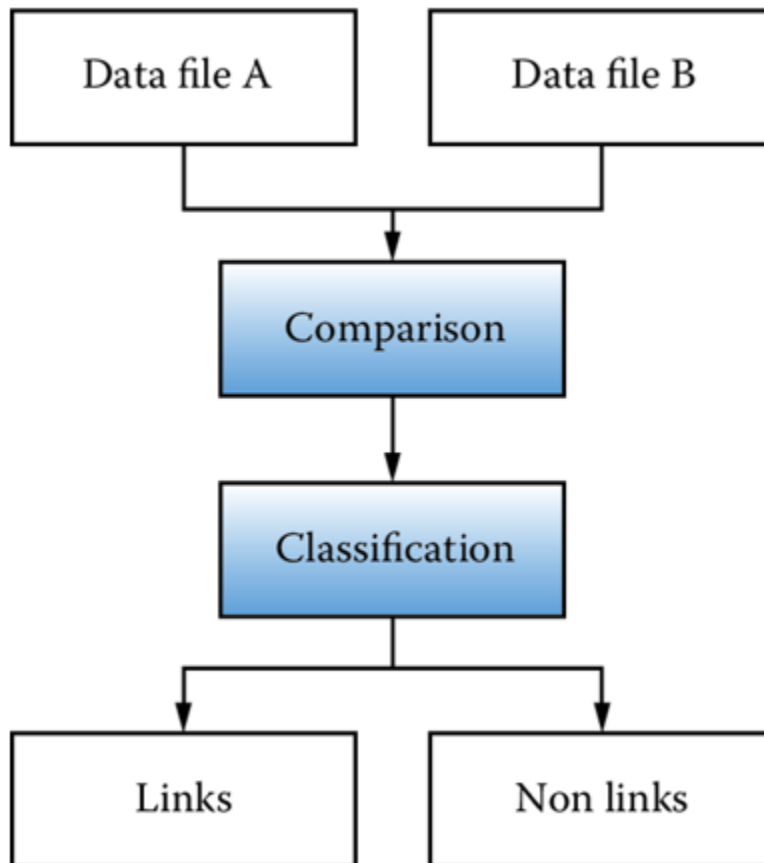 Data file A
Data file B
Comparison
Classification
Links
Non links